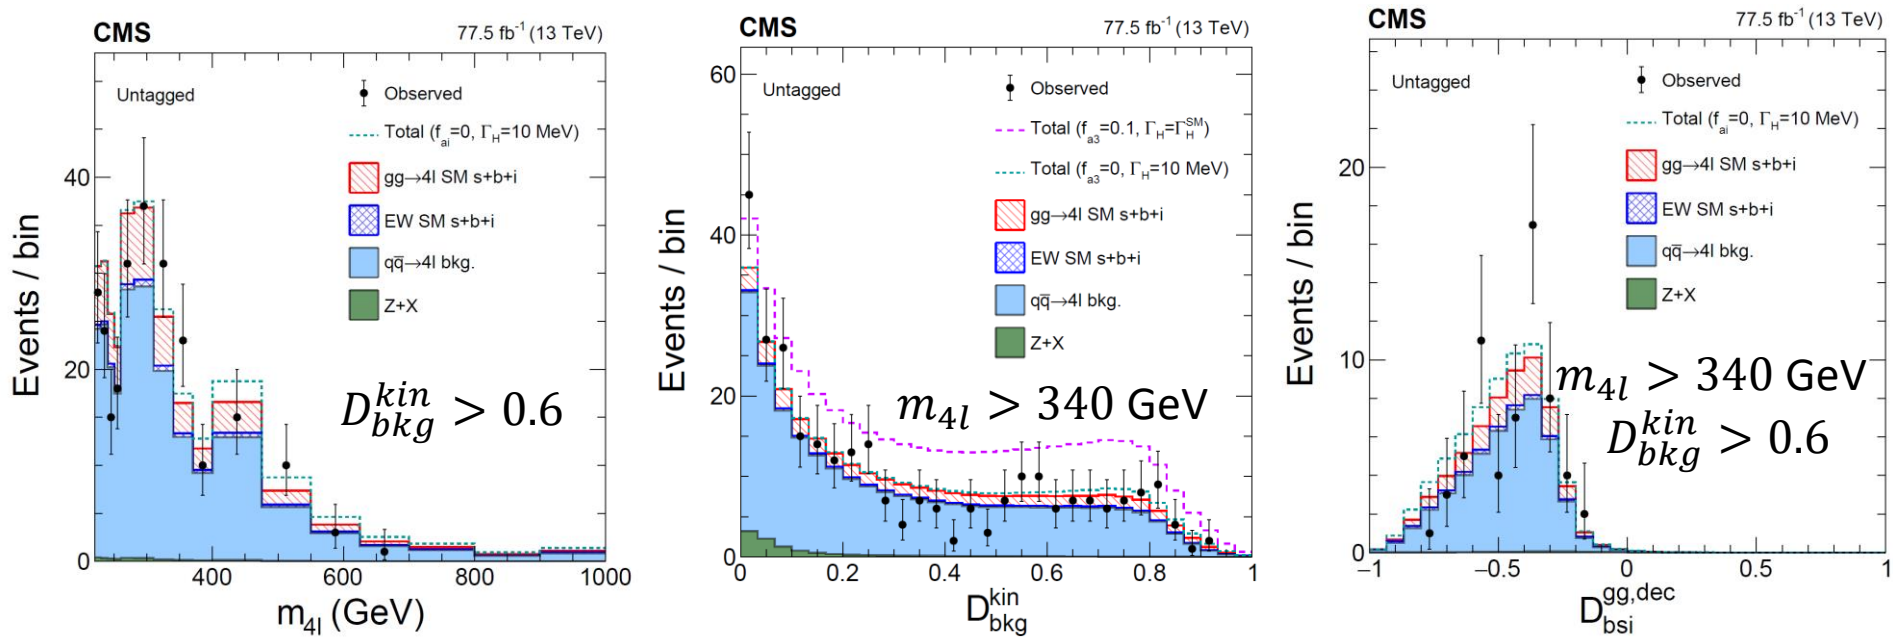 CMS
77.5 fb⁻¹ (13 TeV)
Untagged
Observed
Total (f_ai=0, Γ_H=10 MeV)
gg→4l SM s+b+i
EW SM s+b+i
qq̅→4l bkg.
Z+X
D_bkg^kin > 0.6
Events / bin
0
20
40
400
600
800
1000
m_4l (GeV)
CMS
77.5 fb⁻¹ (13 TeV)
Untagged
Observed
Total (f_a3=0.1, Γ_H=Γ_H^SM)
Total (f_a3=0, Γ_H=10 MeV)
gg→4l SM s+b+i
EW SM s+b+i
qq̅→4l bkg.
Z+X
m_4l > 340 GeV
Events / bin
0
20
40
60
0
0.2
0.4
0.6
0.8
1
D_bkg^kin
CMS
77.5 fb⁻¹ (13 TeV)
Untagged
Observed
Total (f_ai=0, Γ_H=10 MeV)
gg→4l SM s+b+i
EW SM s+b+i
qq̅→4l bkg.
Z+X
m_4l > 340 GeV
D_bkg^kin > 0.6
Events / bin
0
10
20
−1
−0.5
0
0.5
1
D_bsi^gg,dec